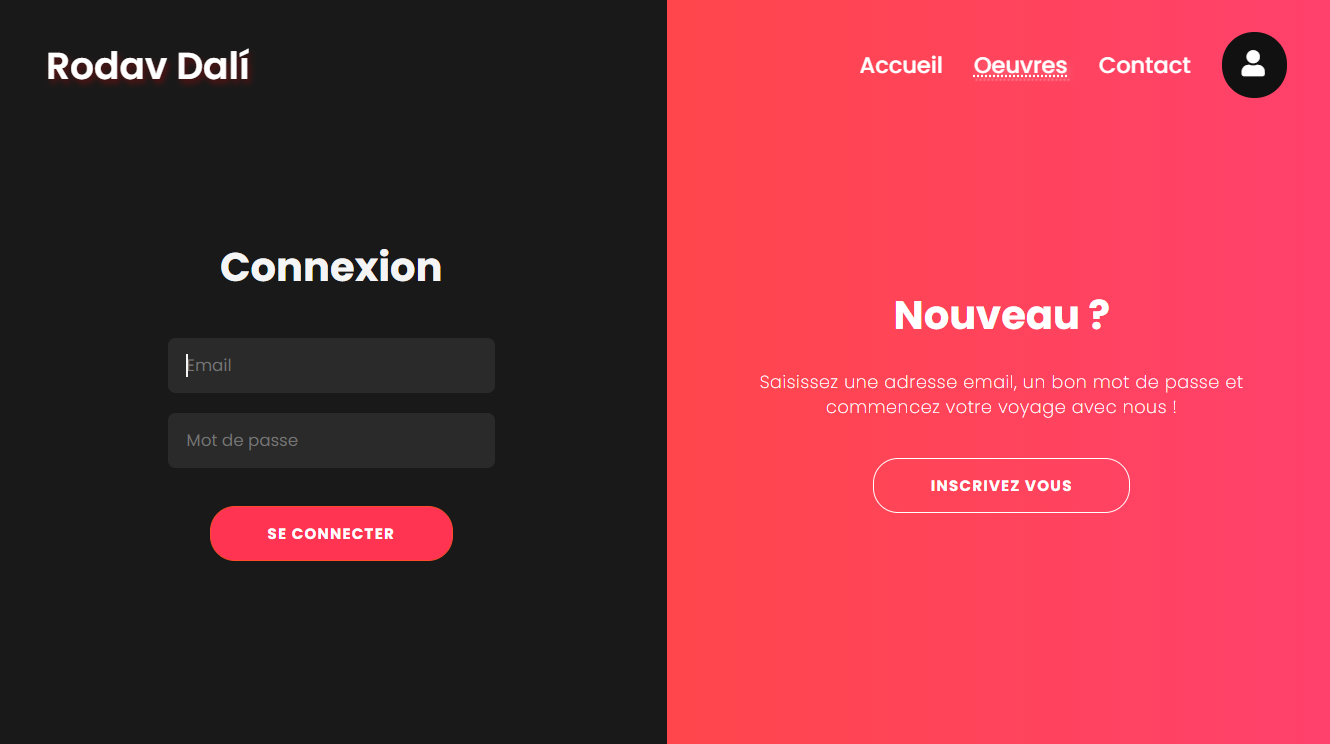 Rodav Dalí
Accueil Oeuvres Contact
Connexion
Email
Mot de passe
SE CONNECTER
Nouveau ?
Saisissez une adresse email, un bon mot de passe et
commencez votre voyage avec nous !
INSCRIVEZ VOUS